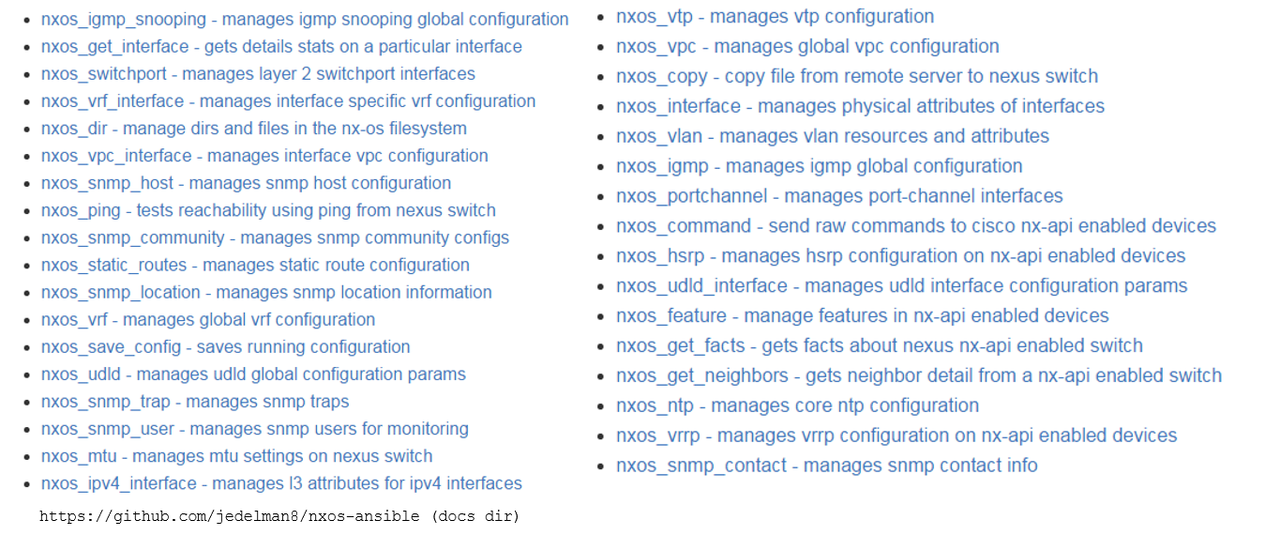 nxos_igmp_snooping - manages igmp snooping global configuration
nxos_get_interface - gets details stats on a particular interface
nxos_switchport - manages layer 2 switchport interfaces
nxos_vrf_interface - manages interface specific vrf configuration
nxos_dir - manage dirs and files in the nx-os filesystem
nxos_vpc_interface - manages interface vpc configuration
nxos_snmp_host - manages snmp host configuration
nxos_ping - tests reachability using ping from nexus switch
nxos_snmp_community - manages snmp community configs
nxos_static_routes - manages static route configuration
nxos_snmp_location - manages snmp location information
nxos_vrf - manages global vrf configuration
nxos_save_config - saves running configuration
nxos_udld - manages udld global configuration params
nxos_snmp_trap - manages snmp traps
nxos_snmp_user - manages snmp users for monitoring
nxos_mtu - manages mtu settings on nexus switch
nxos_ipv4_interface - manages l3 attributes for ipv4 interfaces
https://github.com/jedelman8/nxos-ansible (docs dir)
nxos_vtp - manages vtp configuration
nxos_vpc - manages global vpc configuration
nxos_copy - copy file from remote server to nexus switch
nxos_interface - manages physical attributes of interfaces
nxos_vlan - manages vlan resources and attributes
nxos_igmp - manages igmp global configuration
nxos_portchannel - manages port-channel interfaces
nxos_command - send raw commands to cisco nx-api enabled devices
nxos_hsrp - manages hsrp configuration on nx-api enabled devices
nxos_udld_interface - manages udld interface configuration params
nxos_feature - manage features in nx-api enabled devices
nxos_get_facts - gets facts about nexus nx-api enabled switch
nxos_get_neighbors - gets neighbor detail from a nx-api enabled switch
nxos_ntp - manages core ntp configuration
nxos_vrrp - manages vrrp configuration on nx-api enabled devices
nxos_snmp_contact - manages snmp contact info